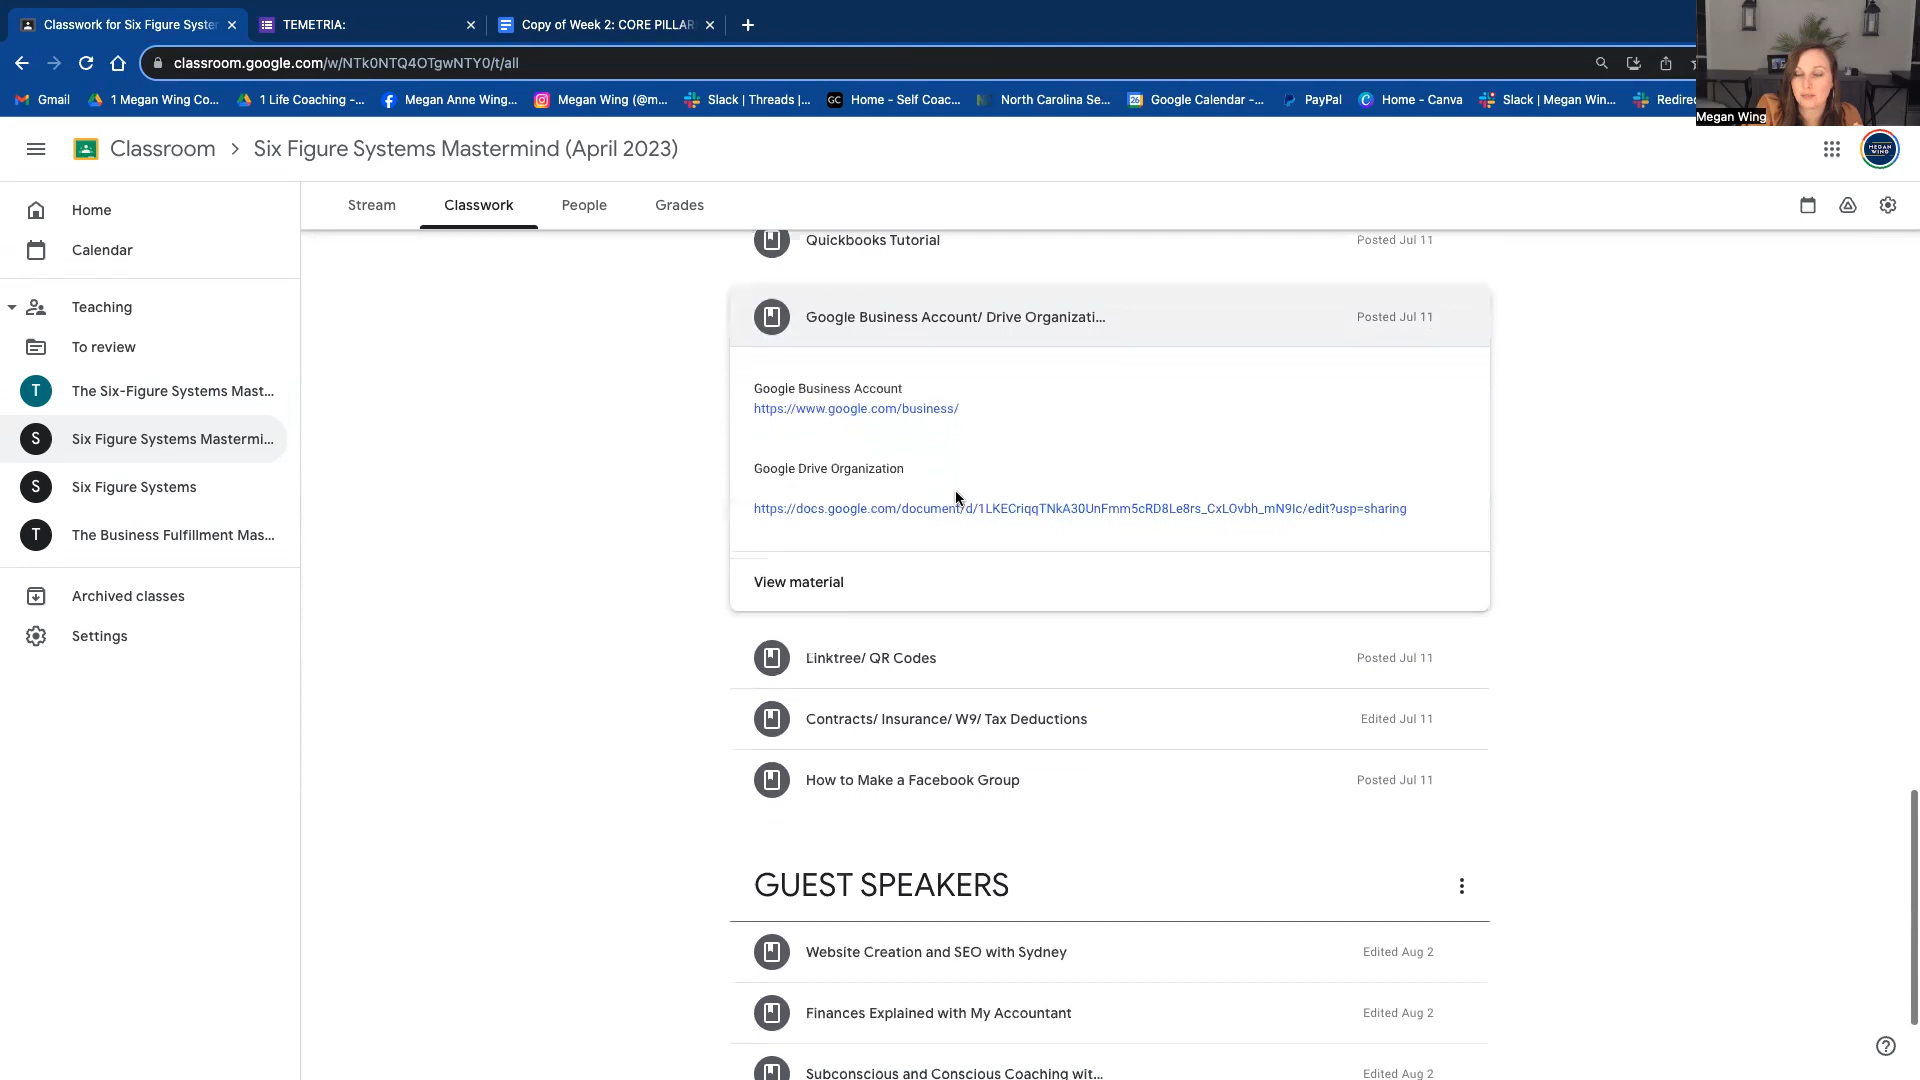 Classwork for Six Figure Syster
TEMETRIA:
Copy of Week 2: CORE PILLAR
classroom.google.com/w/NTk0NTQ4OTgwNTY0/t/all
Gmail
1 Megan Wing Co...
1 Life Coaching -...
Megan Anne Wing...
Megan Wing (@m...
Slack | Threads |...
GC
Home - Self Coac...
North Carolina Se...
Google Calendar -...
PayPal
Home - Canva
Slack | Megan Win...
Redirec
Megan Wing
Classroom
Six Figure Systems Mastermind (April 2023)
MEGAN
WING
Home
Calendar
Teaching
To review
T
The Six-Figure Systems Mast...
S
Six Figure Systems Mastermi...
S
Six Figure Systems
T
The Business Fulfillment Mas...
Archived classes
Settings
Stream
Classwork
People
Grades
Quickbooks Tutorial
Posted Jul 11
Google Business Account/ Drive Organizati...
Posted Jul 11
Google Business Account
https://www.google.com/business/
Google Drive Organization
https://docs.google.com/document/d/1LKECriqqTNkA30UnFmm5cRD8Le8rs_CxLOvbh_mN9Ic/edit?usp=sharing
View material
Linktree/ QR Codes
Posted Jul 11
Contracts/ Insurance/ W9/ Tax Deductions
Edited Jul 11
How to Make a Facebook Group
Posted Jul 11
GUEST SPEAKERS
Website Creation and SEO with Sydney
Edited Aug 2
Finances Explained with My Accountant
Edited Aug 2
Subconscious and Conscious Coaching wit...
Edited Aug 2